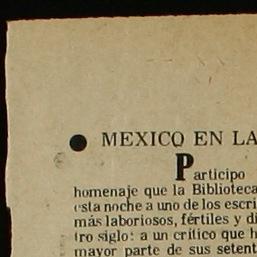 ● MEXICO EN LA
Participo
homenaje que la Biblioteca
esta noche a uno de los escri
más laboriosos, fértiles y di
tro siglo: a un crítico que h
mayor parte de sus setent